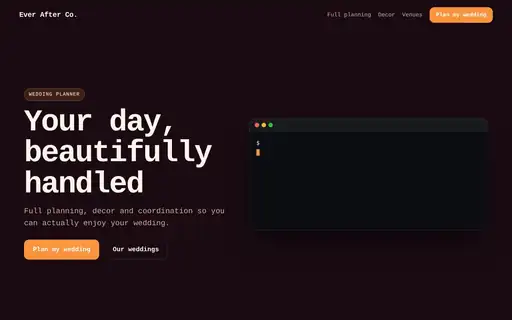 Ever After Co.
Full planning Decor Venues Plan my wedding
WEDDING PLANNER
Your day,
beautifully
handled
Full planning, decor and coordination so you
can actually enjoy your wedding.
Plan my wedding Our weddings
$